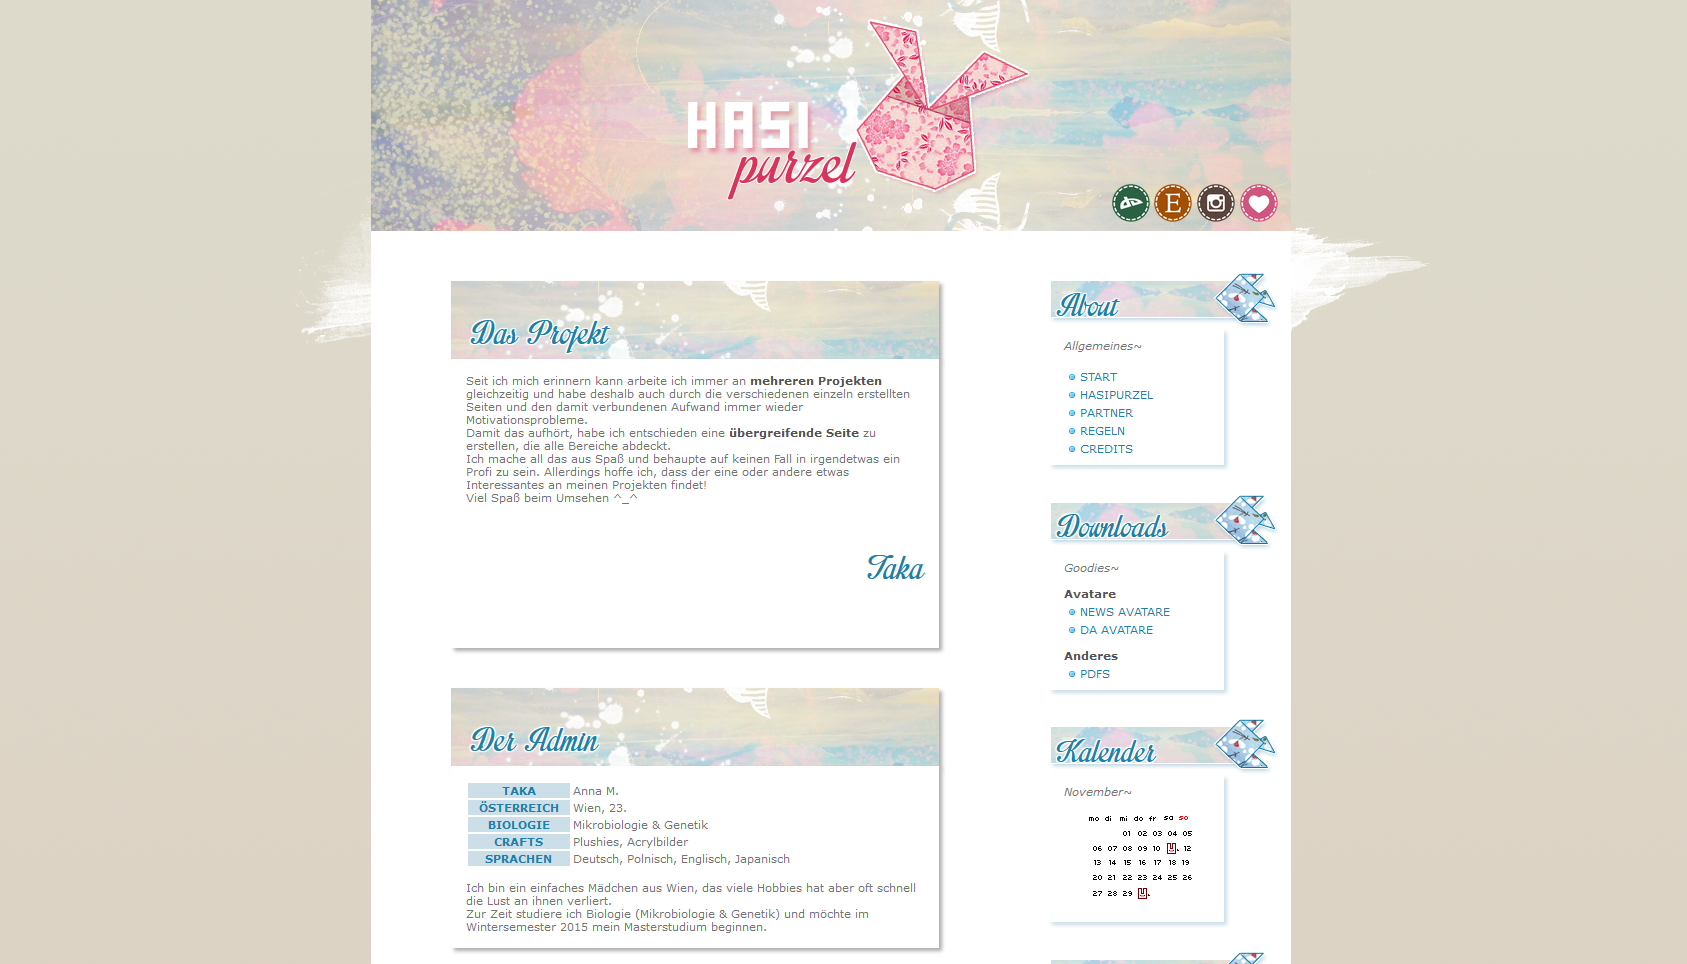 HASI
purzel
E
Das Projekt
Seit ich mich erinnern kann arbeite ich immer an mehreren Projekten
gleichzeitig und habe deshalb auch durch die verschiedenen einzeln erstellten
Seiten und den damit verbundenen Aufwand immer wieder
Motivationsprobleme.
Damit das aufhört, habe ich entschieden eine übergreifende Seite zu
erstellen, die alle Bereiche abdeckt.
Ich mache all das aus Spaß und behaupte auf keinen Fall in irgendetwas ein
Profi zu sein. Allerdings hoffe ich, dass der eine oder andere etwas
Interessantes an meinen Projekten findet!
Viel Spaß beim Umsehen ^_^
Taka
Der Admin
TAKA Anna M.
ÖSTERREICH Wien, 23.
BIOLOGIE Mikrobiologie & Genetik
CRAFTS Plushies, Acrylbilder
SPRACHEN Deutsch, Polnisch, Englisch, Japanisch
Ich bin ein einfaches Mädchen aus Wien, das viele Hobbies hat aber oft schnell
die Lust an ihnen verliert.
Zur Zeit studiere ich Biologie (Mikrobiologie & Genetik) und möchte im
Wintersemester 2015 mein Masterstudium beginnen.
About
Allgemeines~
START
HASIPURZEL
PARTNER
REGELN
CREDITS
Downloads
Goodies~
Avatare
NEWS AVATARE
DA AVATARE
Anderes
PDFS
Kalender
November~
mo di mi do fr sa so
01 02 03 04 05
06 07 08 09 10 12
13 14 15 16 17 18 19
20 21 22 23 24 25 26
27 28 29